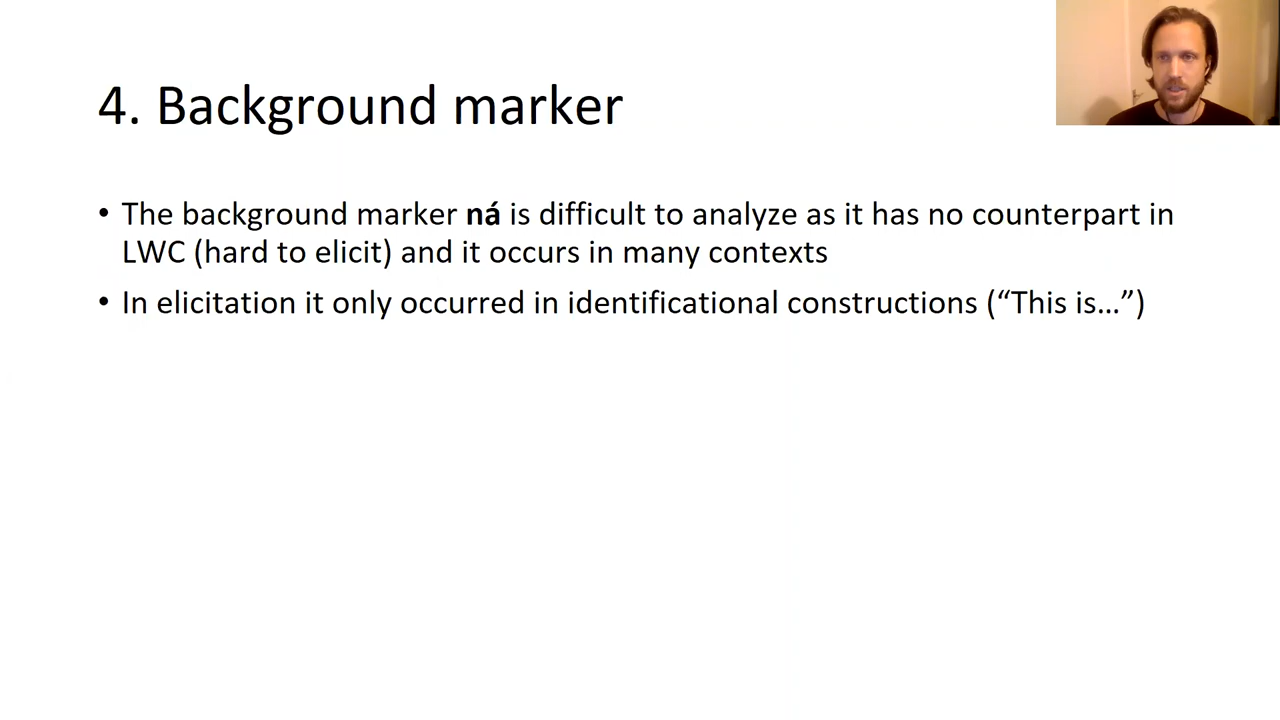 4. Background marker
• The background marker ná is difficult to analyze as it has no counterpart in
LWC (hard to elicit) and it occurs in many contexts
• In elicitation it only occurred in identificational constructions (“This is…”)